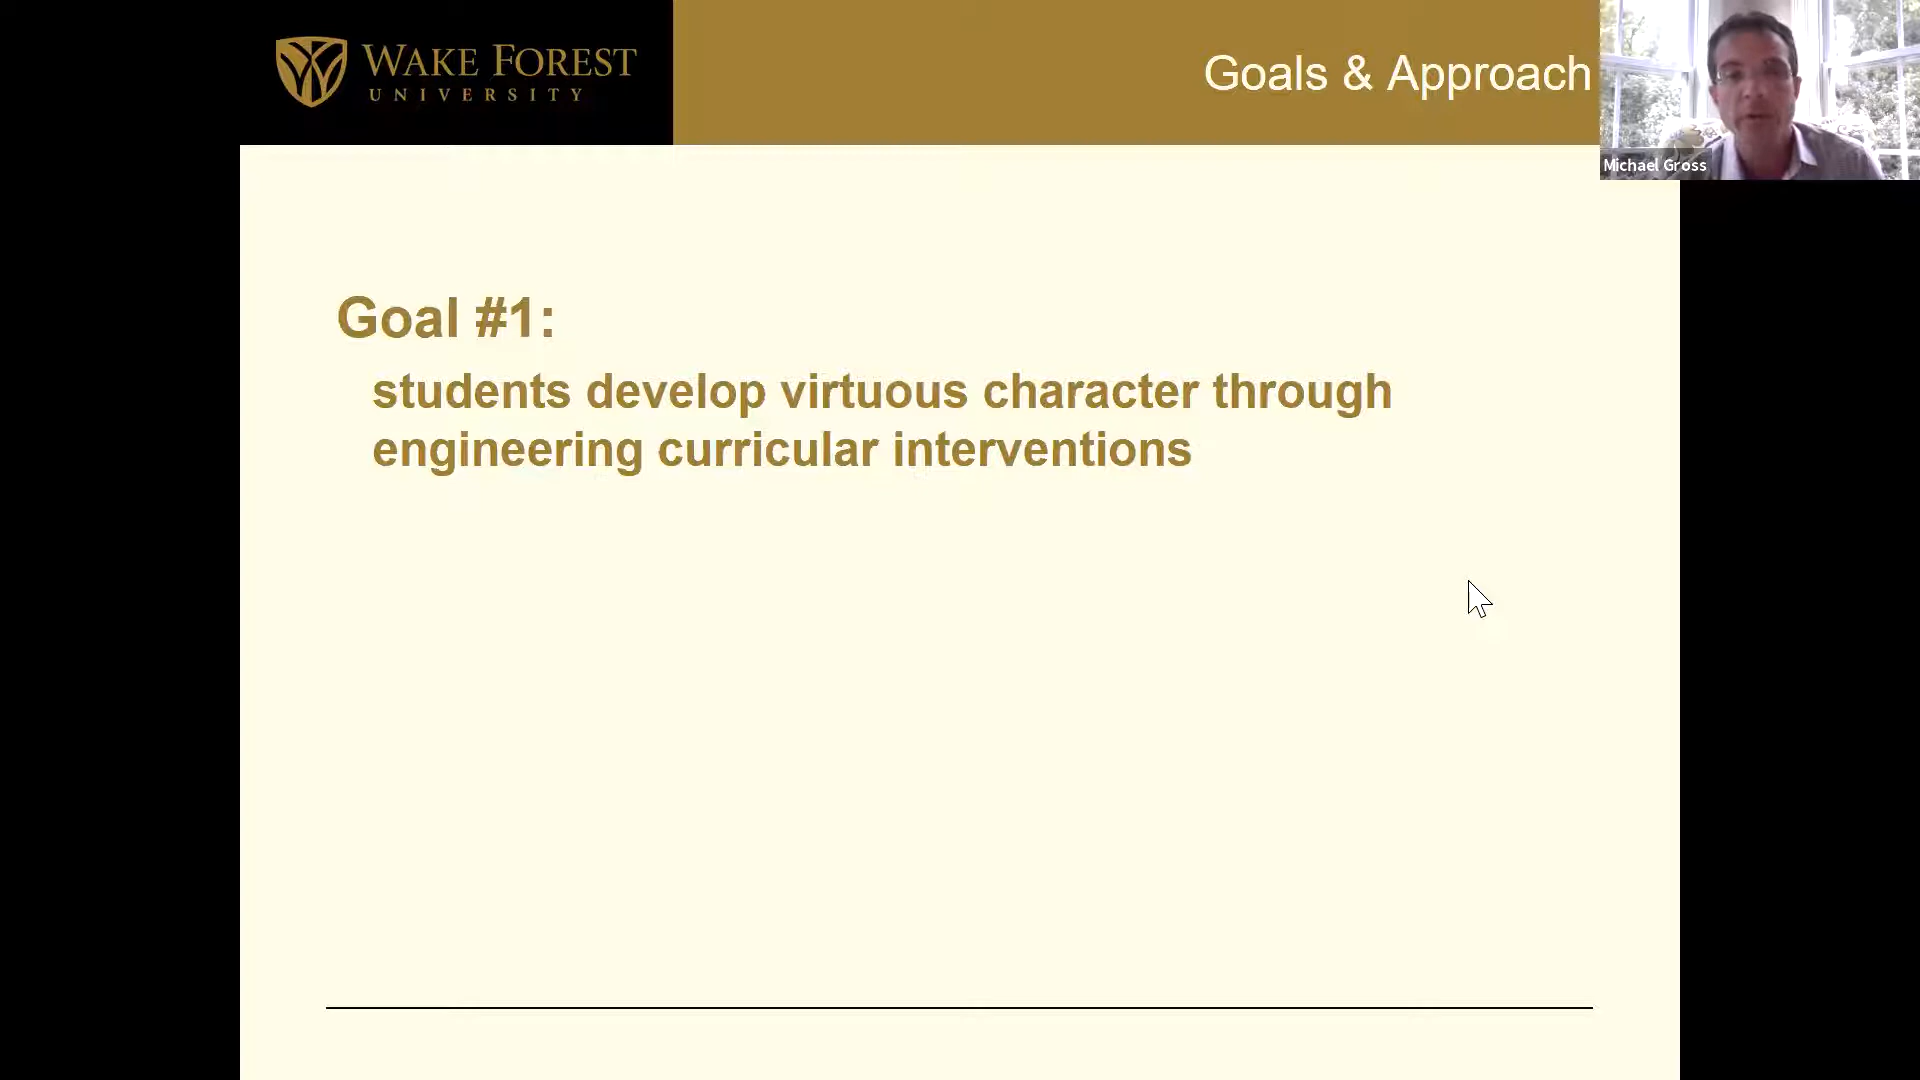 WAKE FOREST
UNIVERSITY
Goals & Approach
Michael Gross
Goal #1:
students develop virtuous character through
engineering curricular interventions